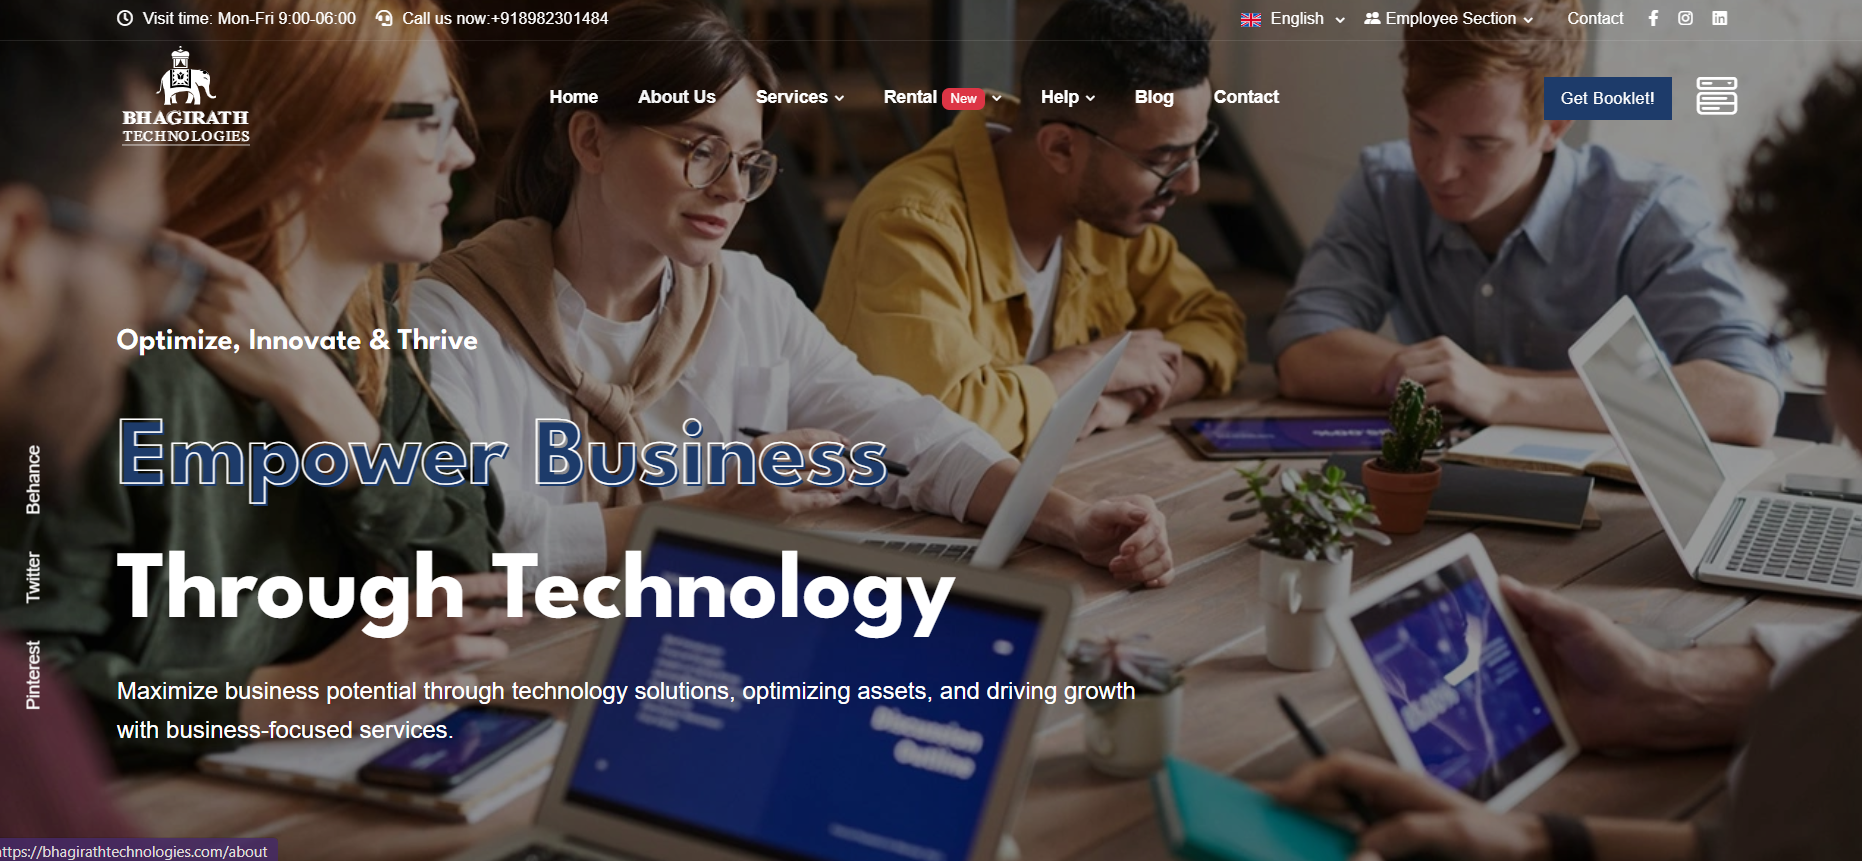 Visit time: Mon-Fri 9:00-06:00 Call us now:+918982301484 English Employee Section Contact
BHAGIRATH
TECHNOLOGIES
Home About Us Services Rental New Help Blog Contact Get Booklet!
Optimize, Innovate & Thrive
Empower Business
Through Technology
Maximize business potential through technology solutions, optimizing assets, and driving growth
with business-focused services.
Behance
Twitter
Pinterest
Discussion
Outline
ttps://bhagirathtechnologies.com/about